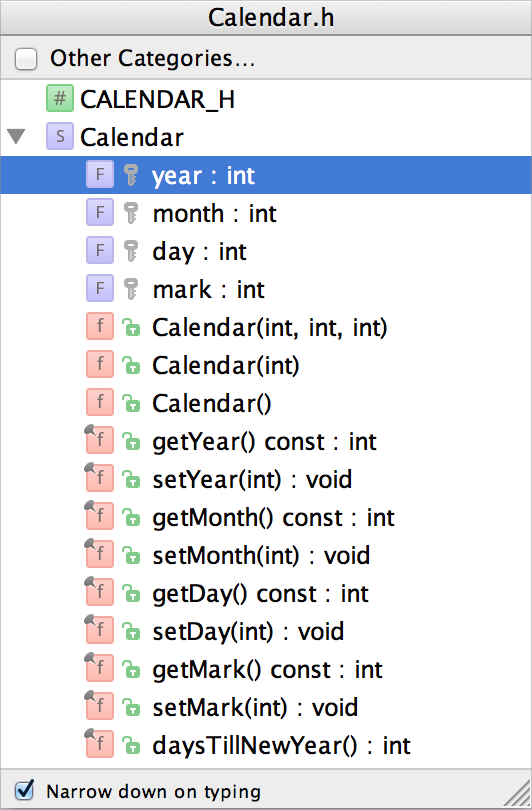 Calendar.h
Other Categories...
# CALENDAR_H
S Calendar
F year : int
F month : int
F day : int
F mark : int
f Calendar(int, int, int)
f Calendar(int)
f Calendar()
f getYear() const : int
f setYear(int) : void
f getMonth() const : int
f setMonth(int) : void
f getDay() const : int
f setDay(int) : void
f getMark() const : int
f setMark(int) : void
f daysTillNewYear() : int
Narrow down on typing